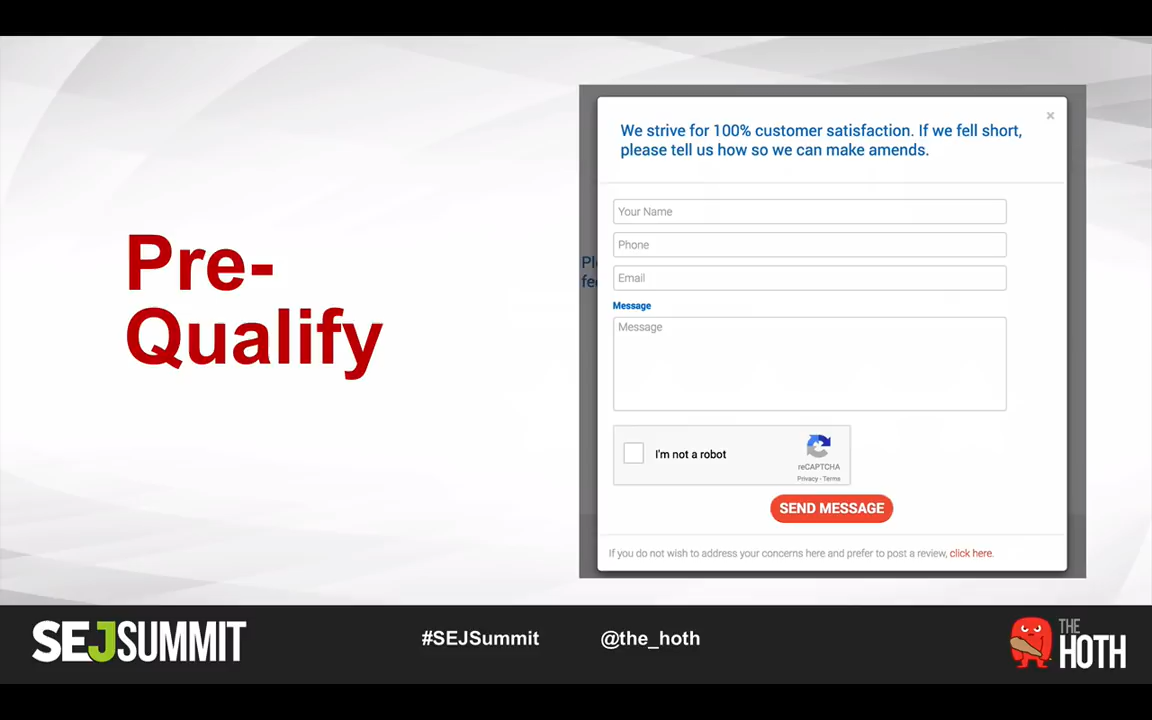 Pre-
Qualify
×
We strive for 100% customer satisfaction. If we fell short,
please tell us how so we can make amends.
Your Name
Phone
Email
Message
Message
I'm not a robot
reCAPTCHA
Privacy - Terms
SEND MESSAGE
If you do not wish to address your concerns here and prefer to post a review, click here.
SEJSUMMIT
#SEJSummit
@the_hoth
THE
HOTH